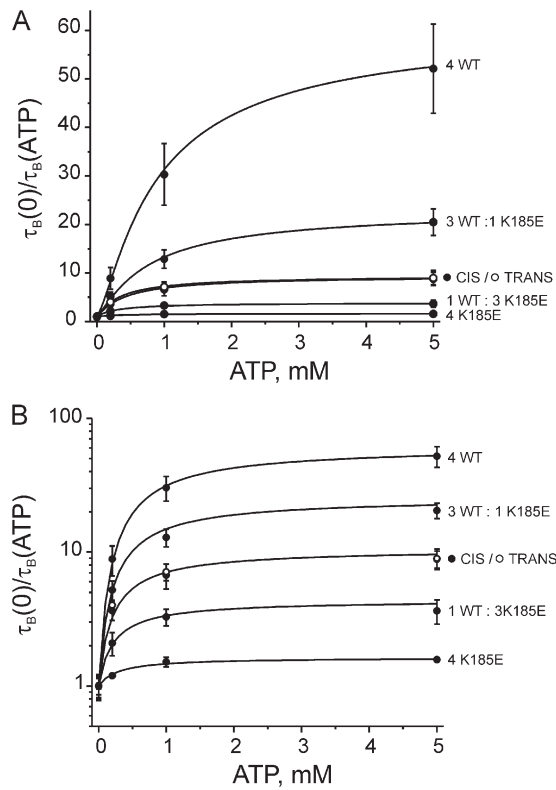 A
60
50
40
30
20
10
0
τB(0)/τB(ATP)
4 WT
3 WT :1 K185E
● CIS /○ TRANS
1 WT : 3 K185E
4 K185E
0 1 2 3 4 5
ATP, mM
B
100
10
1
τB(0)/τB(ATP)
4 WT
3 WT : 1 K185E
● CIS /○ TRANS
1 WT : 3K185E
4 K185E
0 1 2 3 4 5
ATP, mM